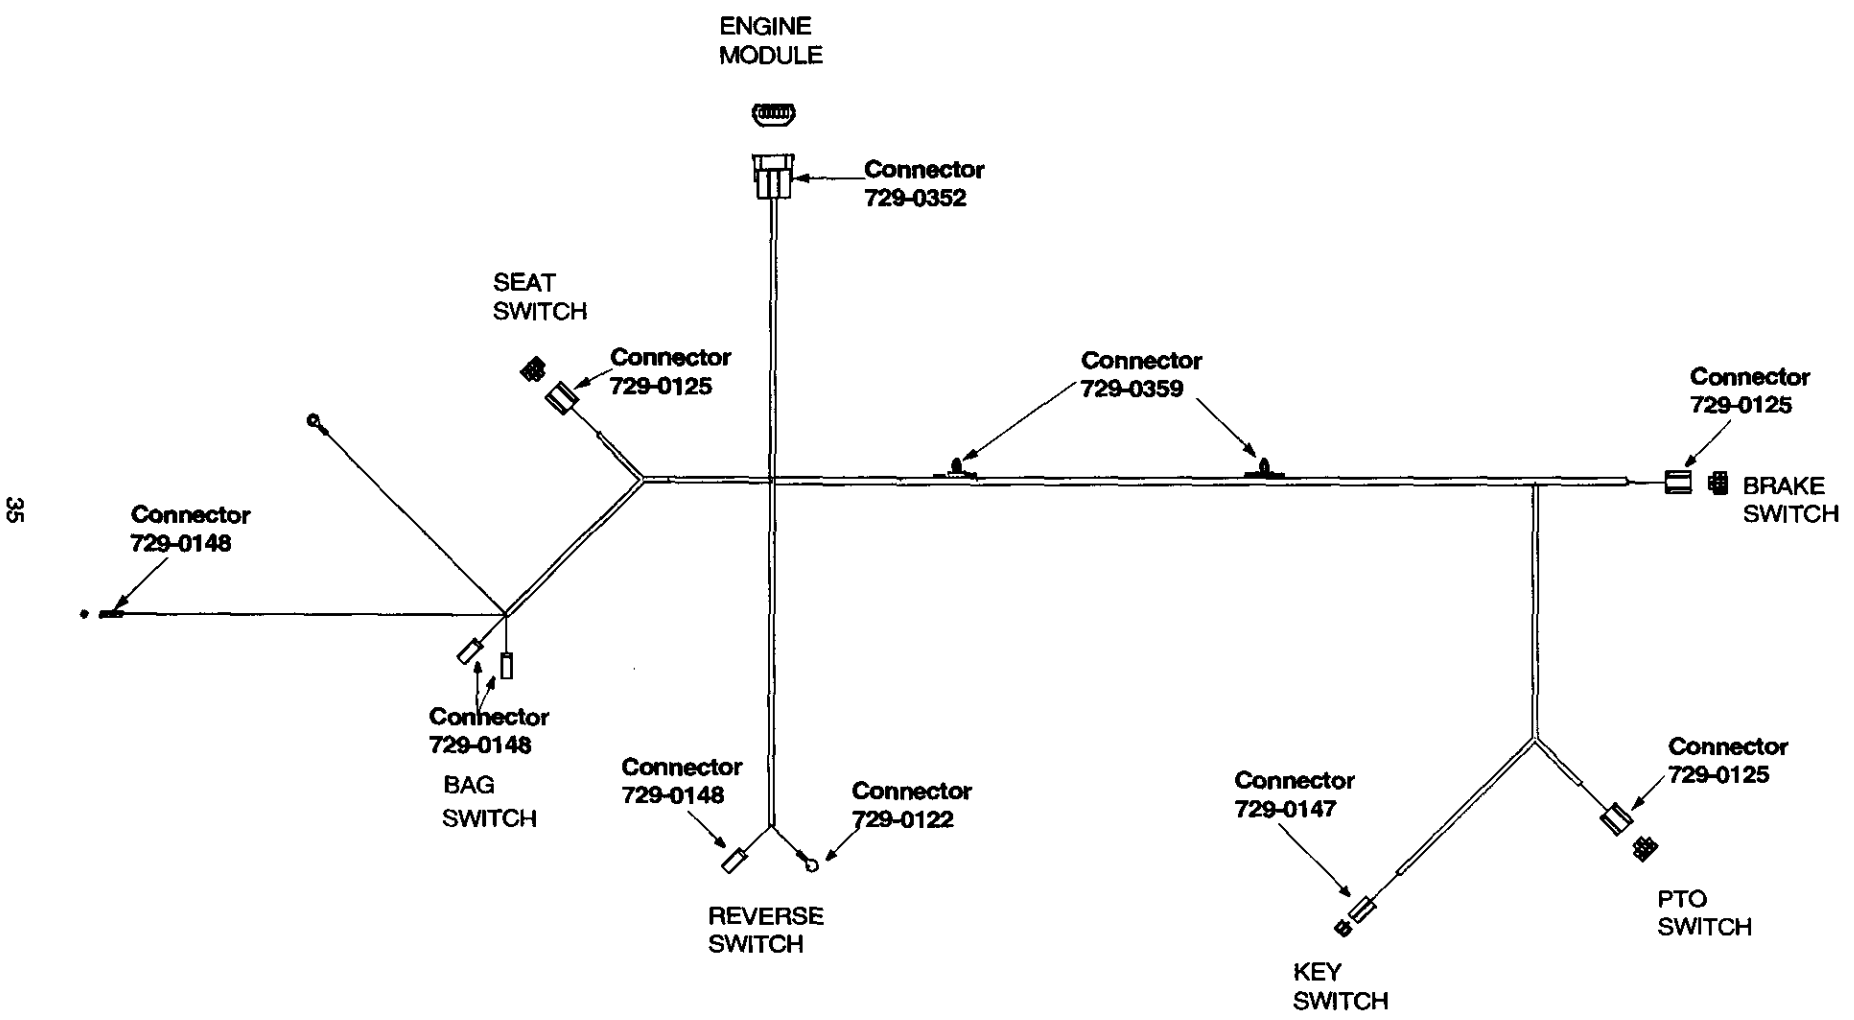 ENGINE
MODULE
Connector
729-0352
SEAT
SWITCH
Connector
729-0125
Connector
729-0359
Connector
729-0125
BRAKE
SWITCH
35
Connector
729-0148
Connector
729-0148
BAG
SWITCH
Connector
729-0148
Connector
729-0122
REVERSE
SWITCH
Connector
729-0147
KEY
SWITCH
Connector
729-0125
PTO
SWITCH